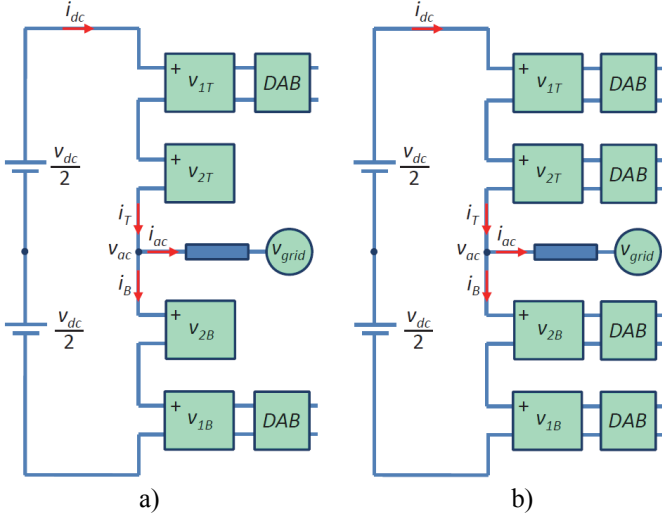 i_dc
+
v_1T
DAB
v_dc/2
+
v_2T
i_T
v_ac
i_ac
v_grid
i_B
v_dc/2
+
v_2B
+
v_1B
DAB
a)
i_dc
+
v_1T
DAB
v_dc/2
+
v_2T
DAB
i_T
v_ac
i_ac
v_grid
i_B
v_dc/2
+
v_2B
DAB
+
v_1B
DAB
b)